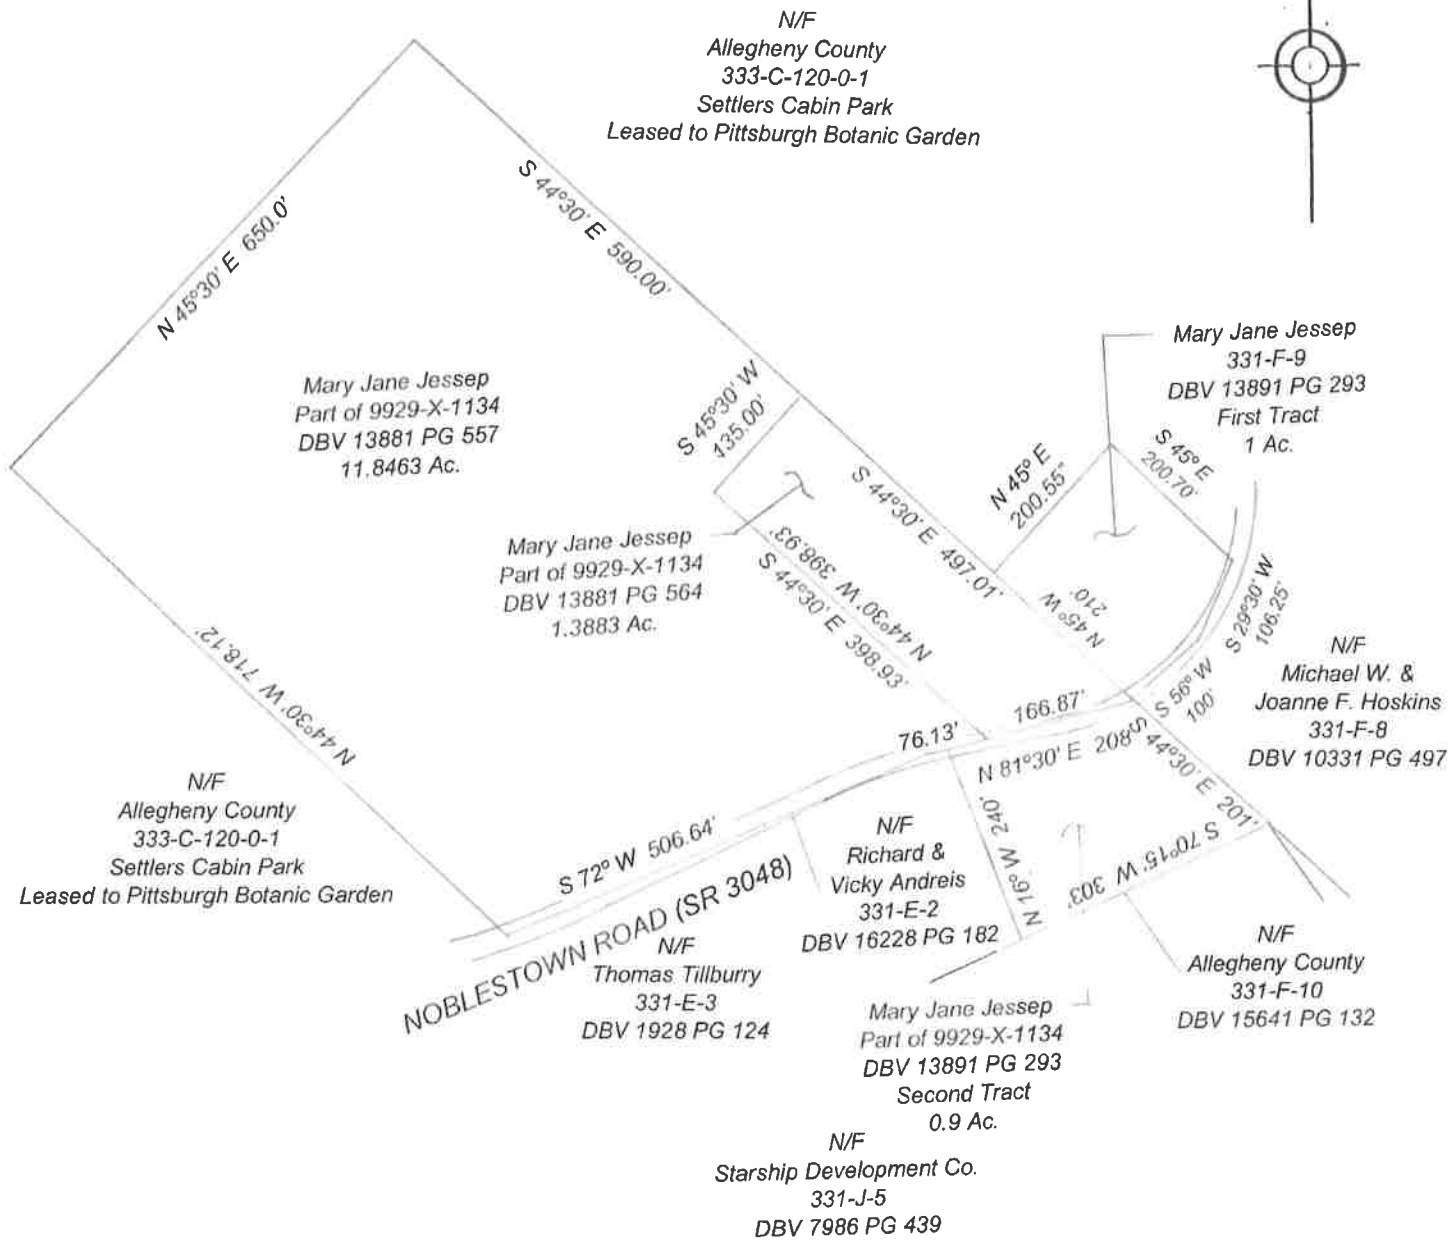 N/F
Allegheny County
333-C-120-0-1
Settlers Cabin Park
Leased to Pittsburgh Botanic Garden
N 45°30' E 650.0'
S 44°30' E 590.00'
Mary Jane Jessep
331-F-9
DBV 13891 PG 293
First Tract
1 Ac.
Mary Jane Jessep
Part of 9929-X-1134
DBV 13881 PG 557
11.8463 Ac.
S 45°30' W
135.00'
S 44°30' E 497.01'
N 45° E
200.55"
S 45° E
200.70'
Mary Jane Jessep
Part of 9929-X-1134
DBV 13881 PG 564
1.3883 Ac.
N 44°30' W 398.93'
S 44°30' E 398.93'
N 45° W
210'
S 29°30' W
106.25'
S 56° W
100'
N/F
Michael W. &
Joanne F. Hoskins
331-F-8
DBV 10331 PG 497
N 44°30' W 718.12'
166.87'
76.13'
N 81°30' E 208'
S 44°30' E 201'
N/F
Allegheny County
333-C-120-0-1
Settlers Cabin Park
Leased to Pittsburgh Botanic Garden
S 72° W 506.64'
NOBLESTOWN ROAD (SR 3048)
N/F
Richard &
Vicky Andreis
331-E-2
DBV 16228 PG 182
N 16° W 240'
S 70°15' W 303'
N/F
Thomas Tillburry
331-E-3
DBV 1928 PG 124
N/F
Allegheny County
331-F-10
DBV 15641 PG 132
Mary Jane Jessep
Part of 9929-X-1134
DBV 13891 PG 293
Second Tract
0.9 Ac.
N/F
Starship Development Co.
331-J-5
DBV 7986 PG 439